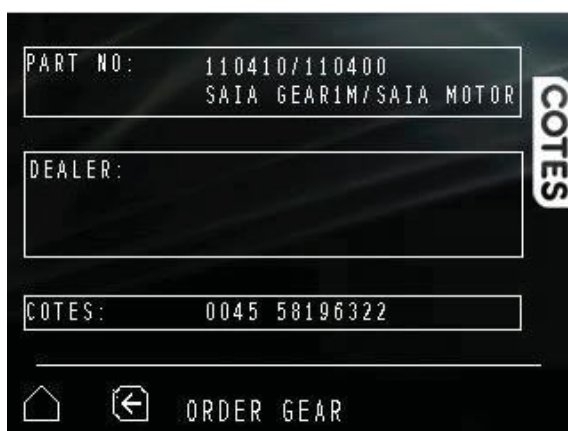 PART NO: 110410/110400
SAIA GEAR1M/SAIA MOTOR
COTES
DEALER:
COTES: 0045 58196322
ORDER GEAR